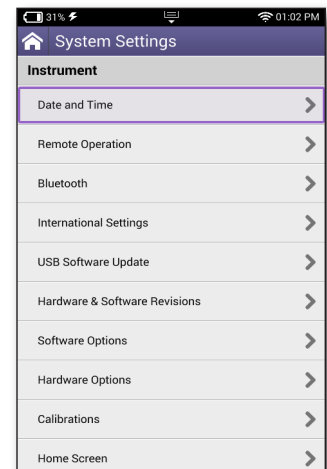 31% 01:02 PM
System Settings
Instrument
Date and Time
Remote Operation
Bluetooth
International Settings
USB Software Update
Hardware & Software Revisions
Software Options
Hardware Options
Calibrations
Home Screen